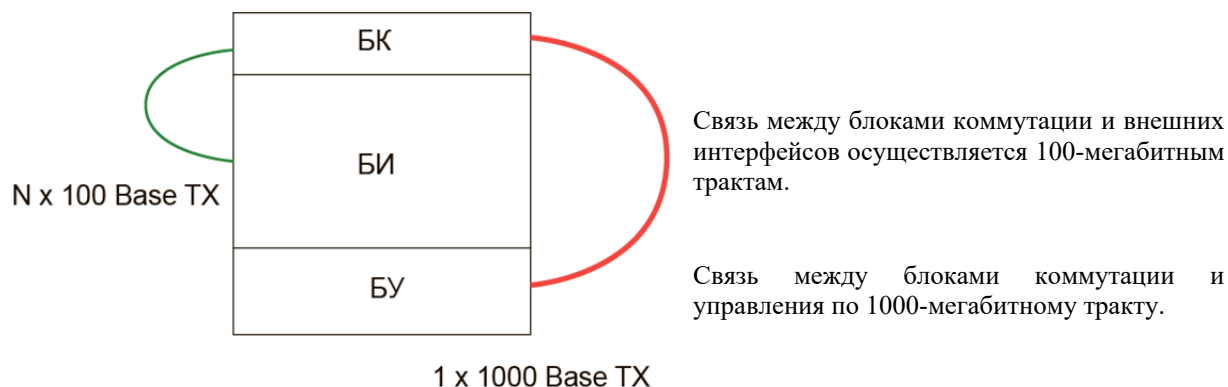 БК
БИ
N x 100 Base TX
БУ
1 x 1000 Base TX
Связь между блоками коммутации и внешних
интерфейсов осуществляется 100-мегабитным
трактам.
Связь между блоками коммутации и
управления по 1000-мегабитному тракту.